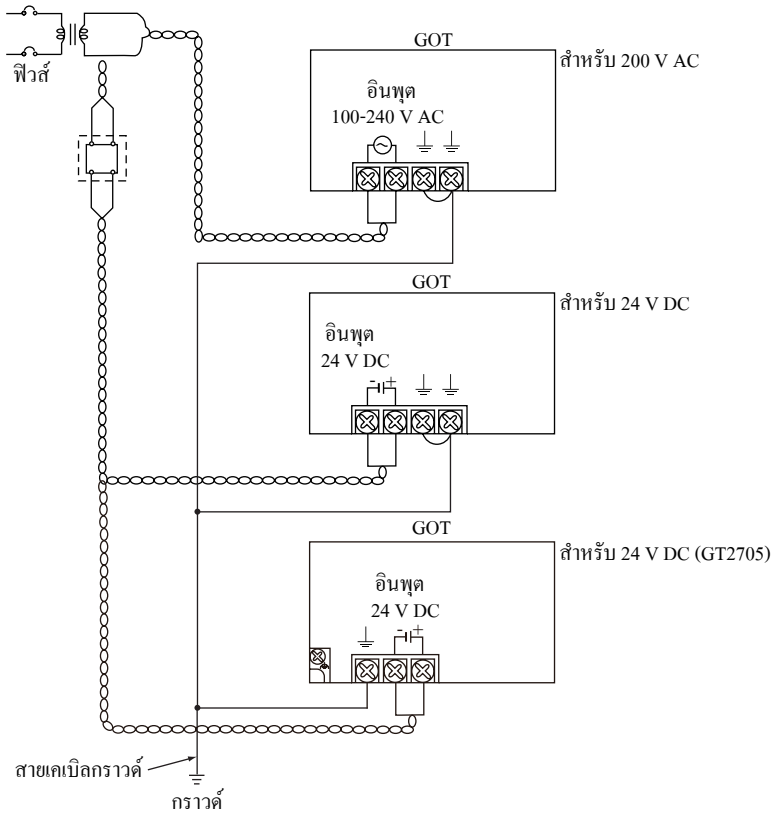 ฟิวส์
GOT
สำหรับ 200 V AC
อินพุต
100-240 V AC
GOT
สำหรับ 24 V DC
อินพุต
24 V DC
- +
GOT
สำหรับ 24 V DC (GT2705)
อินพุต
24 V DC
- +
สายเคเบิลกราวด์
กราวด์